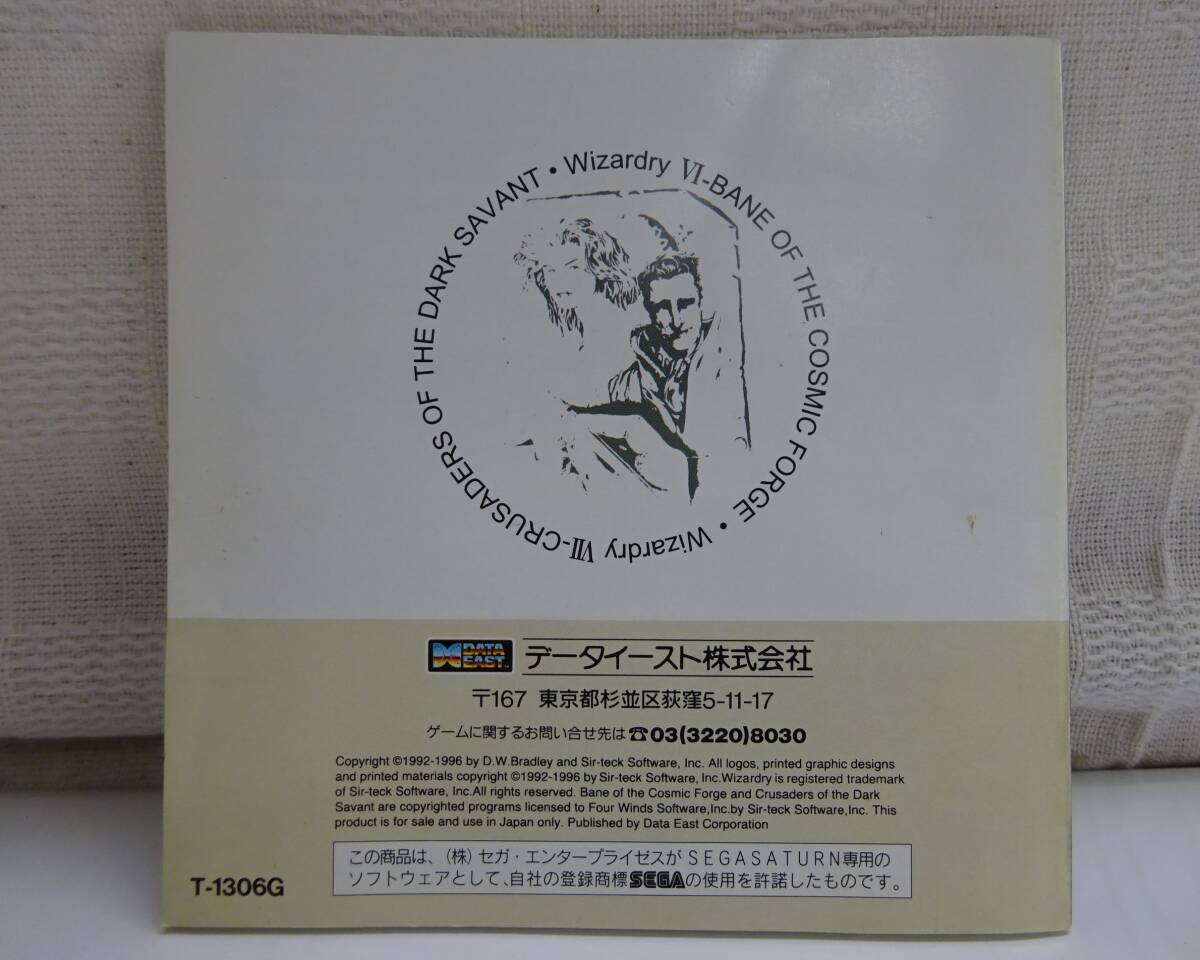 Wizardry Ⅵ-BANE OF THE COSMIC FORGE • Wizardry Ⅶ-CRUSADERS OF THE DARK SAVANT •
DATA EAST™ データイースト株式会社
〒167 東京都杉並区荻窪5-11-17
ゲームに関するお問い合せ先は☎03(3220)8030
Copyright ©1992-1996 by D.W.Bradley and Sir-teck Software, Inc. All logos, printed graphic designs
and printed materials copyright ©1992-1996 by Sir-teck Software, Inc.Wizardry is registered trademark
of Sir-teck Software, Inc.All rights reserved. Bane of the Cosmic Forge and Crusaders of the Dark
Savant are copyrighted programs licensed to Four Winds Software,Inc.by Sir-teck Software,Inc. This
product is for sale and use in Japan only. Published by Data East Corporation
この商品は、(株)セガ・エンタープライゼスがSEGASATURN専用の
ソフトウェアとして、自社の登録商標SEGAの使用を許諾したものです。
T-1306G